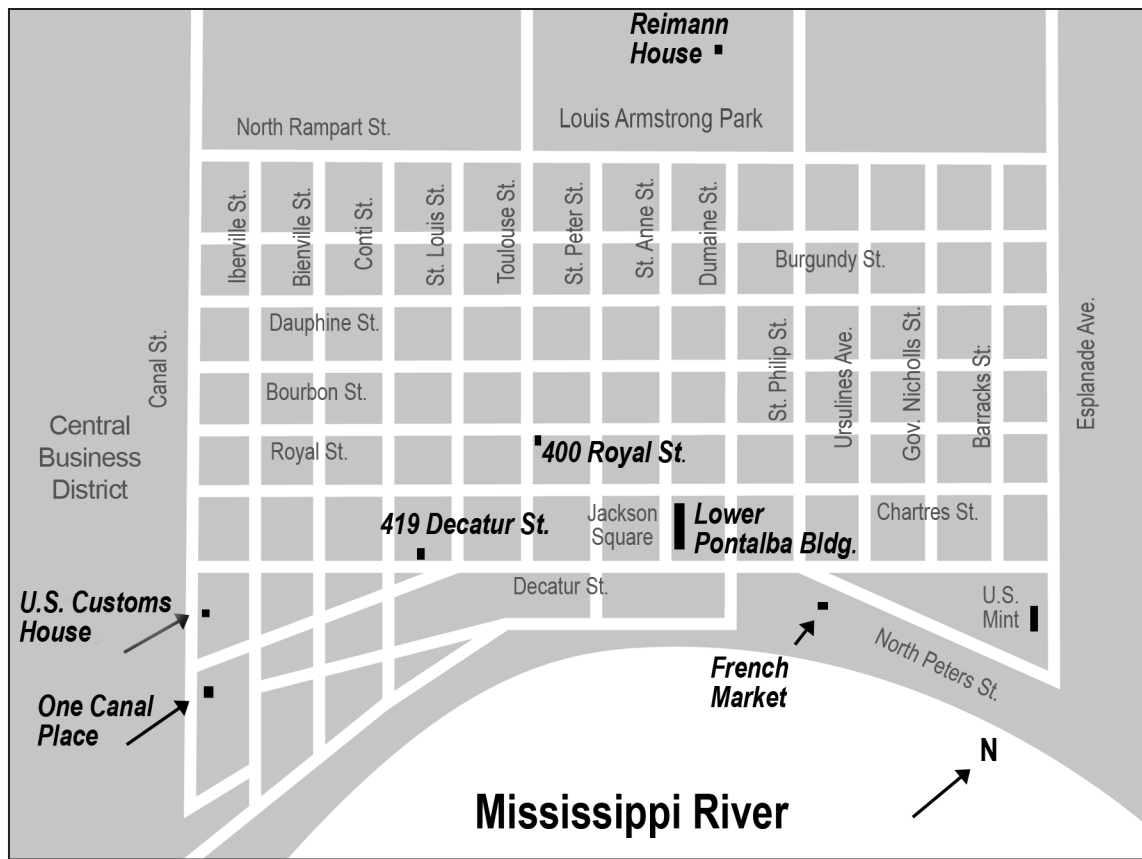 Reimann
House
Louis Armstrong Park
North Rampart St.
Iberville St.
Bienville St.
Conti St.
St. Louis St.
Toulouse St.
St. Peter St.
St. Anne St.
Dumaine St.
Burgundy St.
Dauphine St.
Canal St.
Bourbon St.
St. Philip St.
Ursulines Ave.
Gov. Nicholls St.
Barracks St.
Esplanade Ave.
Central
Business
District
Royal St.
400 Royal St.
419 Decatur St.
Jackson
Square
Lower
Pontalba Bldg.
Chartres St.
Decatur St.
U.S. Customs
House
U.S.
Mint
French
Market
North Peters St.
One Canal
Place
N
Mississippi River